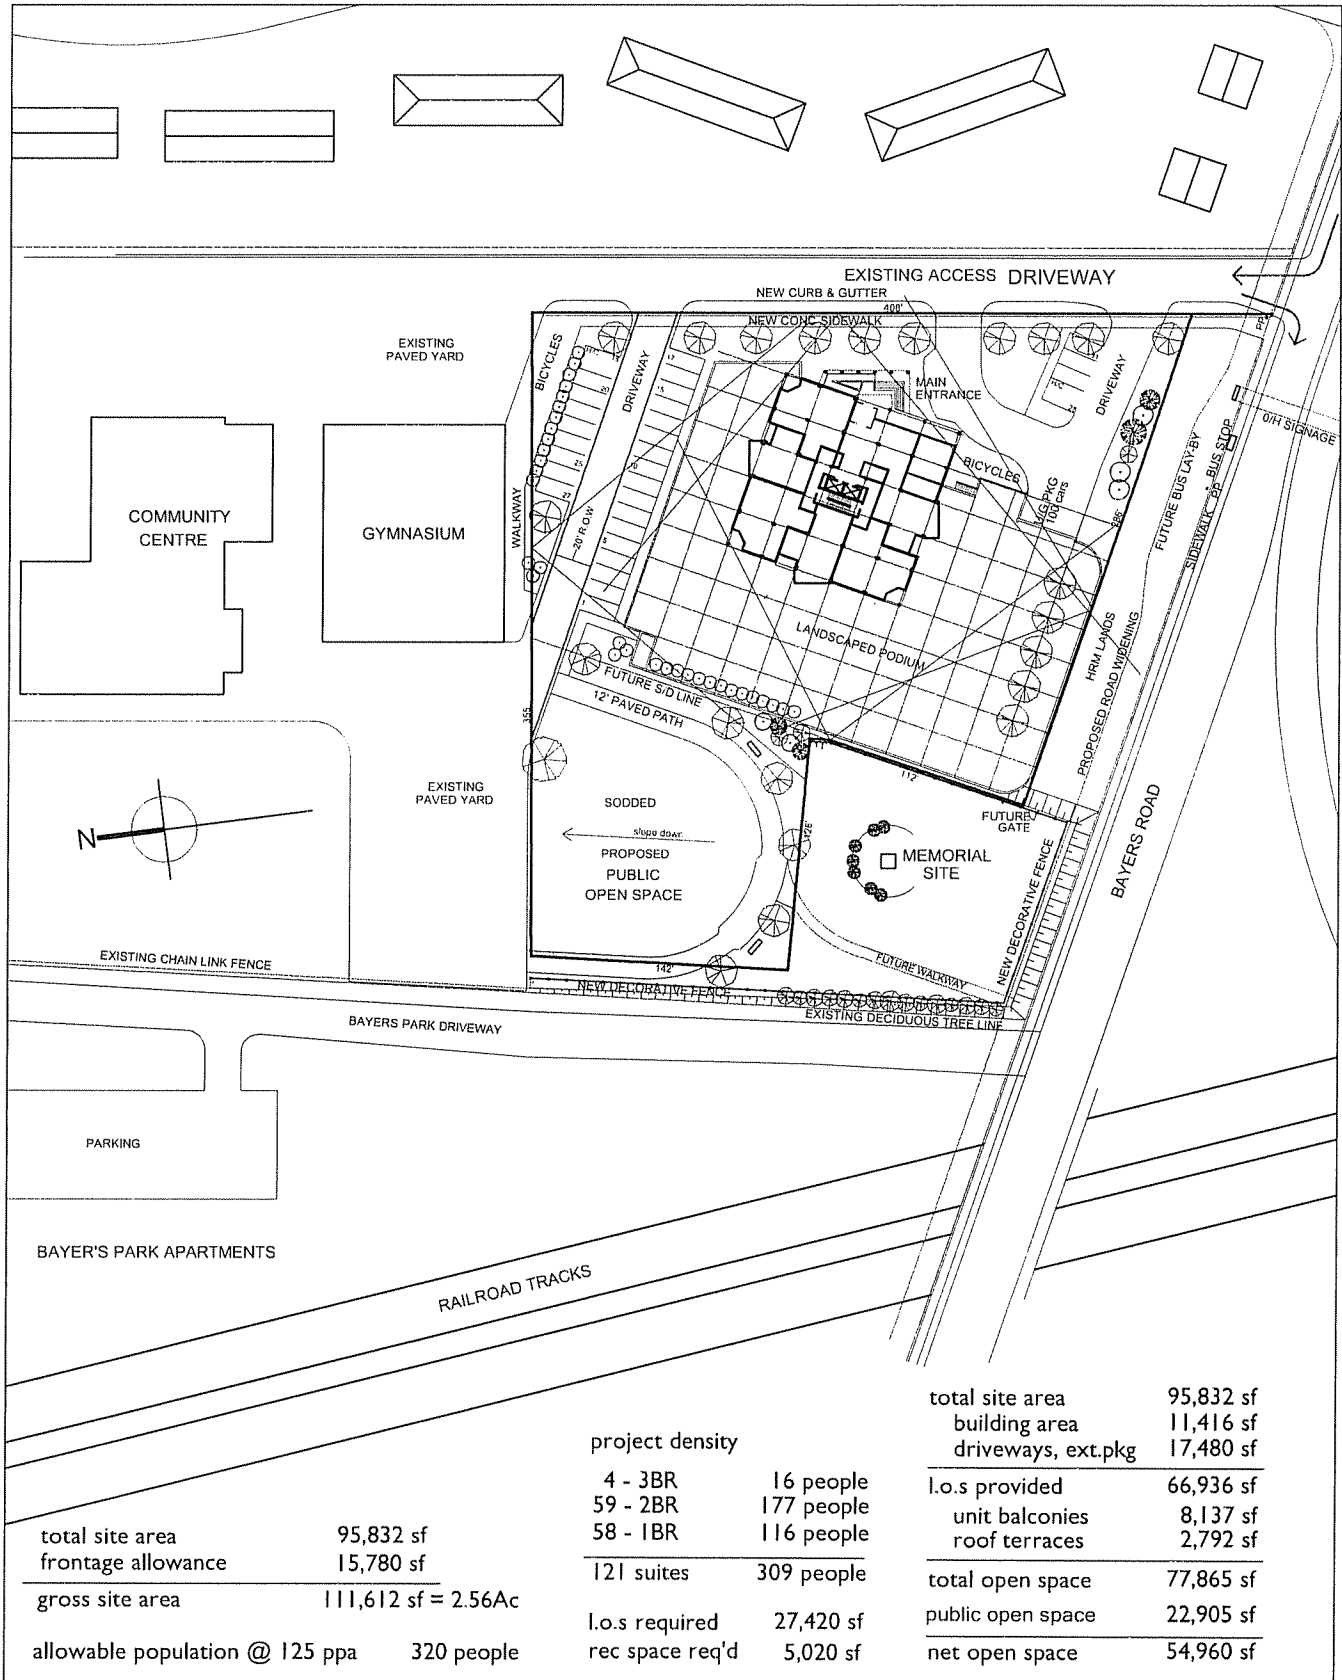 EXISTING ACCESS DRIVEWAY
NEW CURB & GUTTER
408'
NEW CONC SIDEWALK
PP
EXISTING
PAVED YARD
BICYCLES
DRIVEWAY
MAIN
ENTRANCE
DRIVEWAY
O/H SIGNAGE
BUS STOP
PP
SIDEWALK
FUTURE BUS LAY-BY
BICYCLES
U/G PKG
100 cars
COMMUNITY
CENTRE
GYMNASIUM
WALKWAY
20' R.O.W
LANDSCAPED PODIUM
HRM LANDS
PROPOSED ROAD WIDENING
FUTURE S/D LINE
12' PAVED PATH
355
112'
EXISTING
PAVED YARD
SODDED
slope down
PROPOSED
PUBLIC
OPEN SPACE
126'
FUTURE
GATE
MEMORIAL
SITE
NEW DECORATIVE FENCE
BAYERS ROAD
N
EXISTING CHAIN LINK FENCE
142'
FUTURE WALKWAY
NEW DECORATIVE FENCE
EXISTING DECIDUOUS TREE LINE
BAYERS PARK DRIVEWAY
PARKING
BAYER'S PARK APARTMENTS
RAILROAD TRACKS
total site area 95,832 sf
frontage allowance 15,780 sf
gross site area 111,612 sf = 2.56Ac
allowable population @ 125 ppa 320 people
project density
4 - 3BR 16 people
59 - 2BR 177 people
58 - 1BR 116 people
121 suites 309 people
l.o.s required 27,420 sf
rec space req'd 5,020 sf
total site area 95,832 sf
building area 11,416 sf
driveways, ext.pkg 17,480 sf
l.o.s provided 66,936 sf
unit balconies 8,137 sf
roof terraces 2,792 sf
total open space 77,865 sf
public open space 22,905 sf
net open space 54,960 sf